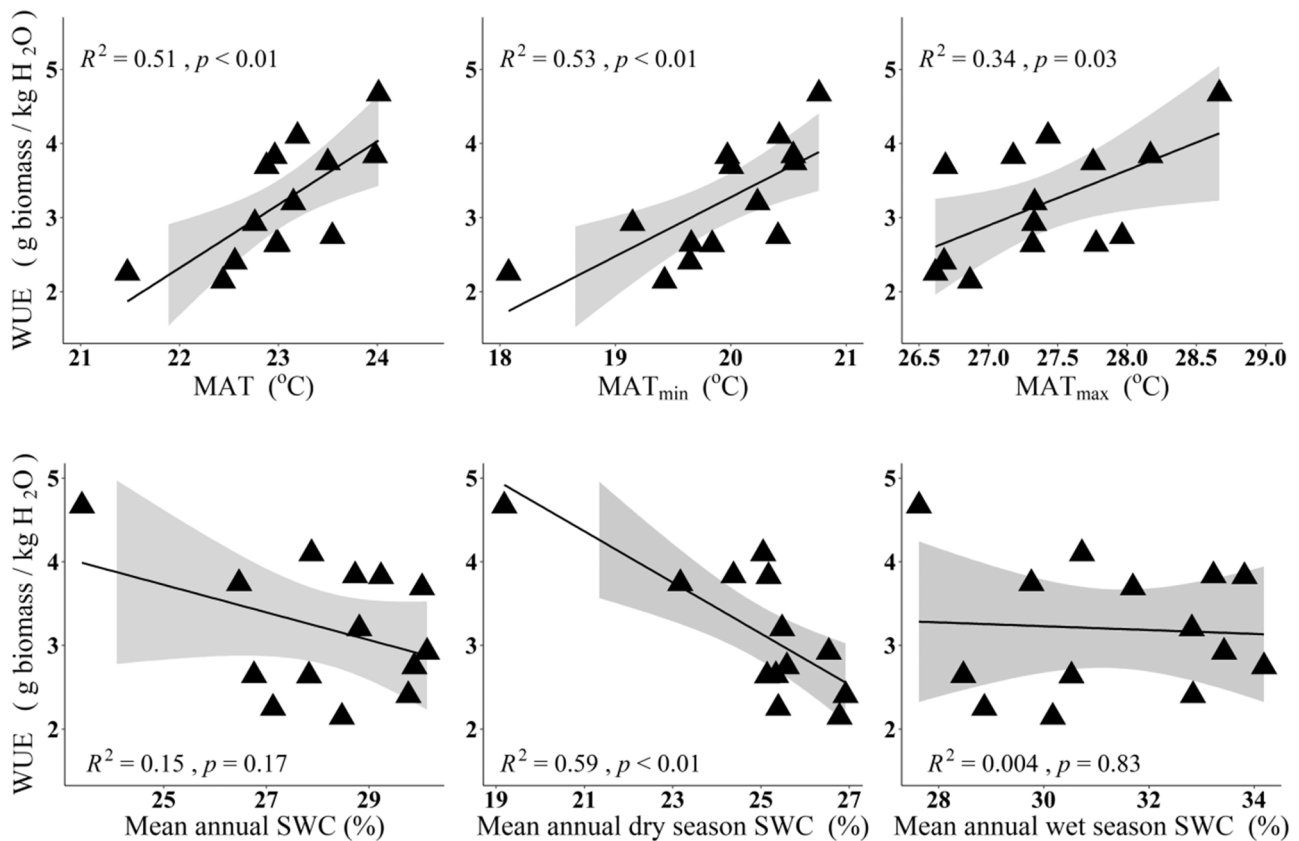 WUE ( g biomass / kg H₂O )
R² = 0.51 , p < 0.01
5
4
3
2
21 22 23 24
MAT (°C)
R² = 0.53 , p < 0.01
18 19 20 21
MATmin (°C)
R² = 0.34 , p = 0.03
26.5 27.0 27.5 28.0 28.5 29.0
MATmax (°C)
WUE ( g biomass / kg H₂O )
5
4
3
2
R² = 0.15 , p = 0.17
25 27 29
Mean annual SWC (%)
R² = 0.59 , p < 0.01
19 21 23 25 27
Mean annual dry season SWC (%)
R² = 0.004 , p = 0.83
28 30 32 34
Mean annual wet season SWC (%)